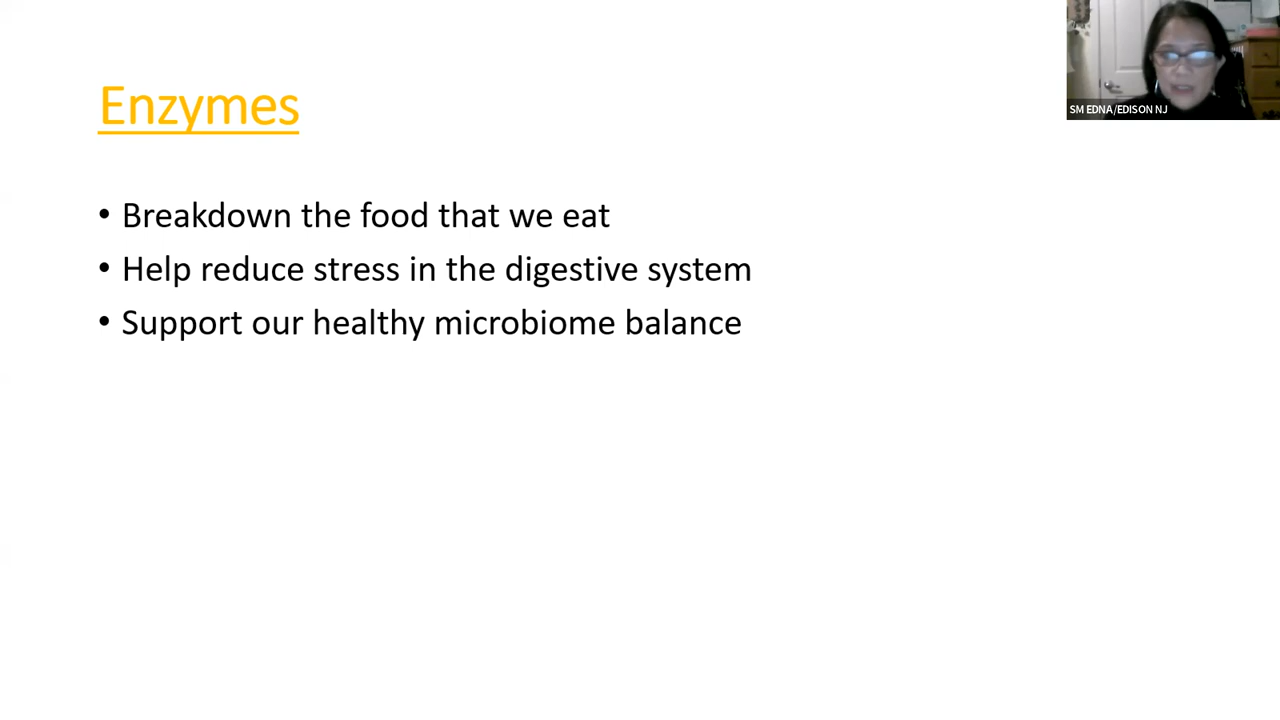 Enzymes
SM EDNA/EDISON NJ
• Breakdown the food that we eat
• Help reduce stress in the digestive system
• Support our healthy microbiome balance